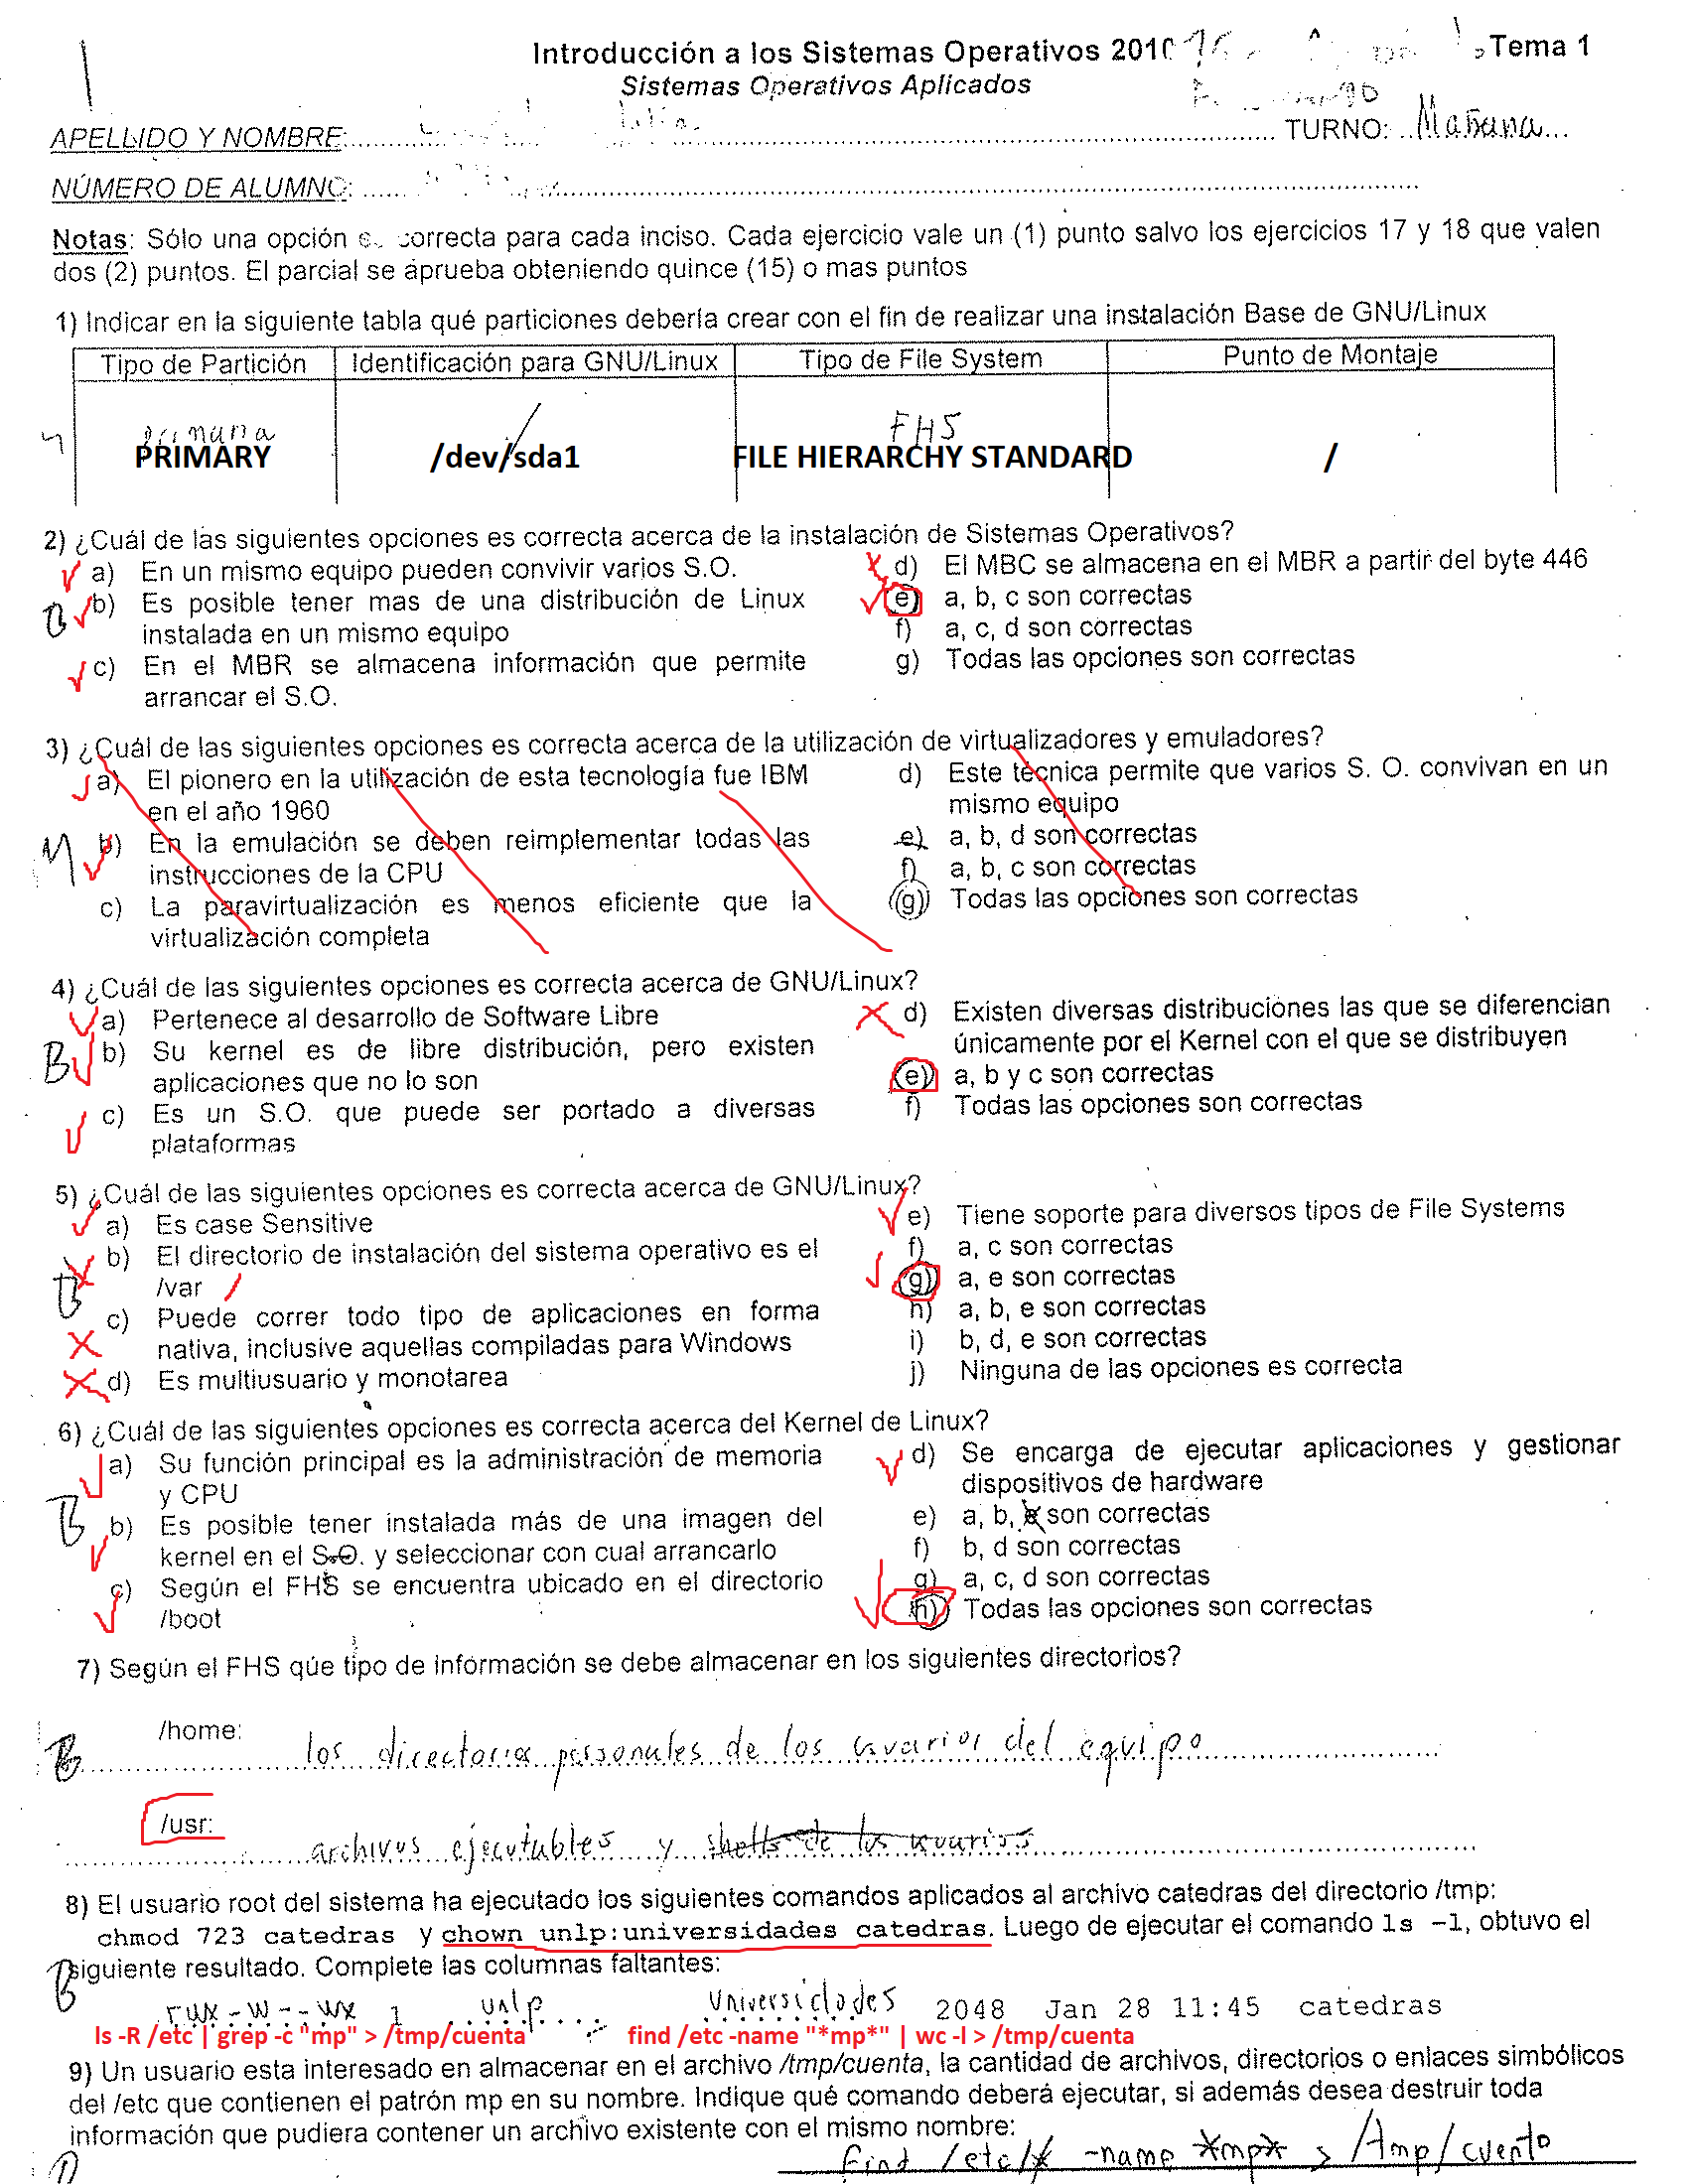 Introducción a los Sistemas Operativos 2010 Tema 1
Sistemas Operativos Aplicados
APELLIDO Y NOMBRE: TURNO: Mañana
NÚMERO DE ALUMNO:
Notas: Sólo una opción correcta para cada inciso. Cada ejercicio vale un (1) punto salvo los ejercicios 17 y 18 que valen
dos (2) puntos. El parcial se aprueba obteniendo quince (15) o mas puntos
1) Indicar en la siguiente tabla qué particiones debería crear con el fin de realizar una instalación Base de GNU/Linux
Tipo de Partición Identificación para GNU/Linux Tipo de File System Punto de Montaje
primaria / FHS
PRIMARY /dev/sda1 FILE HIERARCHY STANDARD /
2) ¿Cuál de las siguientes opciones es correcta acerca de la instalación de Sistemas Operativos?
a) En un mismo equipo pueden convivir varios S.O.
B
b) Es posible tener mas de una distribución de Linux
instalada en un mismo equipo
c) En el MBR se almacena información que permite
arrancar el S.O.
d) El MBC se almacena en el MBR a partir del byte 446
e) a, b, c son correctas
f) a, c, d son correctas
g) Todas las opciones son correctas
3) ¿Cuál de las siguientes opciones es correcta acerca de la utilización de virtualizadores y emuladores?
a) El pionero en la utilización de esta tecnología fue IBM
en el año 1960
M
b) En la emulación se deben reimplementar todas las
instrucciones de la CPU
c) La paravirtualización es menos eficiente que la
virtualización completa
d) Este técnica permite que varios S. O. convivan en un
mismo equipo
e) a, b, d son correctas
f) a, b, c son correctas
g) Todas las opciones son correctas
4) ¿Cuál de las siguientes opciones es correcta acerca de GNU/Linux?
a) Pertenece al desarrollo de Software Libre
B
b) Su kernel es de libre distribución, pero existen
aplicaciones que no lo son
c) Es un S.O. que puede ser portado a diversas
plataformas
d) Existen diversas distribuciones las que se diferencian
únicamente por el Kernel con el que se distribuyen
e) a, b y c son correctas
f) Todas las opciones son correctas
5) ¿Cuál de las siguientes opciones es correcta acerca de GNU/Linux?
a) Es case Sensitive
b) El directorio de instalación del sistema operativo es el
/var /
B
c) Puede correr todo tipo de aplicaciones en forma
nativa, inclusive aquellas compiladas para Windows
d) Es multiusuario y monotarea
e) Tiene soporte para diversos tipos de File Systems
f) a, c son correctas
g) a, e son correctas
h) a, b, e son correctas
i) b, d, e son correctas
j) Ninguna de las opciones es correcta
6) ¿Cuál de las siguientes opciones es correcta acerca del Kernel de Linux?
a) Su función principal es la administración de memoria
y CPU
B
b) Es posible tener instalada más de una imagen del
kernel en el S.O. y seleccionar con cual arrancarlo
c) Según el FHS se encuentra ubicado en el directorio
/boot
d) Se encarga de ejecutar aplicaciones y gestionar
dispositivos de hardware
e) a, b, son correctas
f) b, d son correctas
g) a, c, d son correctas
h) Todas las opciones son correctas
7) Según el FHS qúe tipo de información se debe almacenar en los siguientes directorios?
/home:
B los directorios personales de los usuarios del equipo
/usr:
archivos ejecutables y shells de los usuarios
8) El usuario root del sistema ha ejecutado los siguientes comandos aplicados al archivo catedras del directorio /tmp:
chmod 723 catedras y chown unlp:universidades catedras. Luego de ejecutar el comando ls -l, obtuvo el
siguiente resultado. Complete las columnas faltantes:
B
rwx-w--wx 1 unlp universidades 2048 Jan 28 11:45 catedras
ls -R /etc | grep -c "mp" > /tmp/cuenta find /etc -name "*mp*" | wc -l > /tmp/cuenta
9) Un usuario esta interesado en almacenar en el archivo /tmp/cuenta, la cantidad de archivos, directorios o enlaces simbólicos
del /etc que contienen el patrón mp en su nombre. Indique qué comando deberá ejecutar, si además desea destruir toda
información que pudiera contener un archivo existente con el mismo nombre:
find /etc/* -name *mp* > /tmp/cuenta